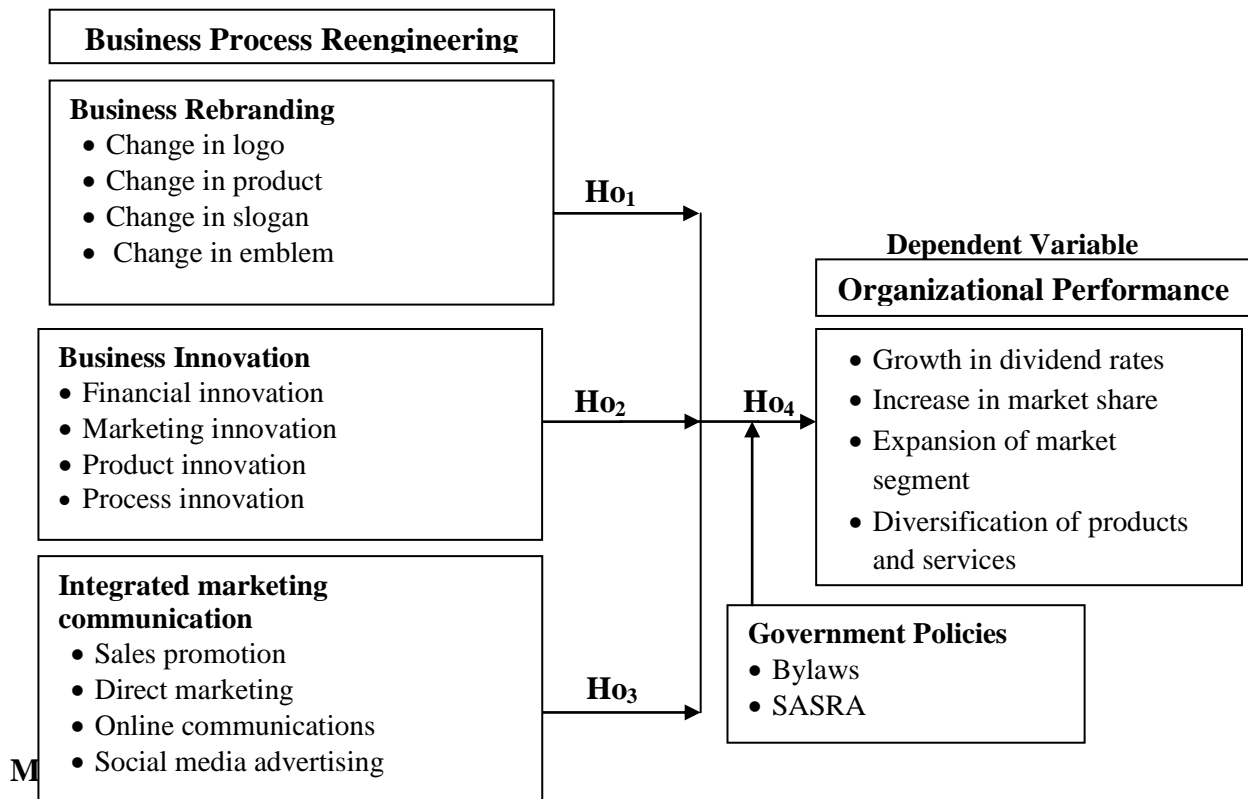 Business Process Reengineering
Business Rebranding
• Change in logo
• Change in product
• Change in slogan
• Change in emblem
Ho₁
Business Innovation
• Financial innovation
• Marketing innovation
• Product innovation
• Process innovation
Ho₂
Integrated marketing
communication
• Sales promotion
• Direct marketing
• Online communications
• Social media advertising
Ho₃
M
Ho₄
Dependent Variable
Organizational Performance
• Growth in dividend rates
• Increase in market share
• Expansion of market
segment
• Diversification of products
and services
Government Policies
• Bylaws
• SASRA